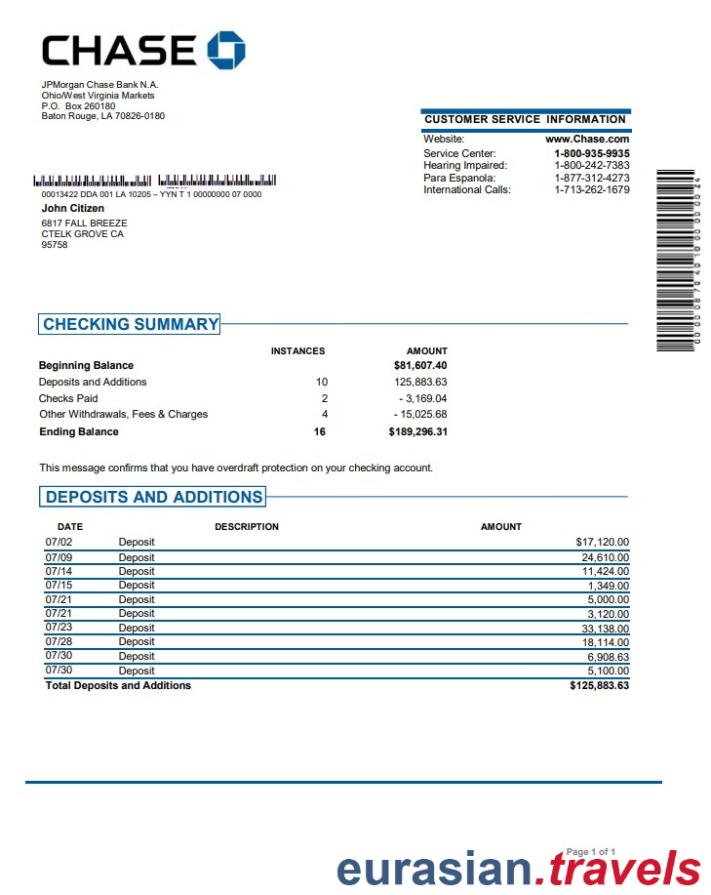 CHASE
JPMorgan Chase Bank N.A.
Ohio/West Virginia Markets
P.O. Box 260180
Baton Rouge, LA 70826-0180
CUSTOMER SERVICE INFORMATION
Website: www.Chase.com
Service Center: 1-800-935-9935
Hearing Impaired: 1-800-242-7383
Para Espanola: 1-877-312-4273
International Calls: 1-713-262-1679
00013422 DDA 001 LA 10205 – YYN T 1 00000000 07 0000
John Citizen
6817 FALL BREEZE
CTELK GROVE CA
95758
CHECKING SUMMARY
INSTANCES AMOUNT
Beginning Balance $81,607.40
Deposits and Additions 10 125,883.63
Checks Paid 2 - 3,169.04
Other Withdrawals, Fees & Charges 4 - 15,025.68
Ending Balance 16 $189,296.31
This message confirms that you have overdraft protection on your checking account.
DEPOSITS AND ADDITIONS
DATE DESCRIPTION AMOUNT
07/02 Deposit $17,120.00
07/09 Deposit 24,610.00
07/14 Deposit 11,424.00
07/15 Deposit 1,349.00
07/21 Deposit 5,000.00
07/21 Deposit 3,120.00
07/23 Deposit 33,138.00
07/28 Deposit 18,114.00
07/30 Deposit 6,908.63
07/30 Deposit 5,100.00
Total Deposits and Additions $125,883.63
Page 1 of 1
eurasian.travels